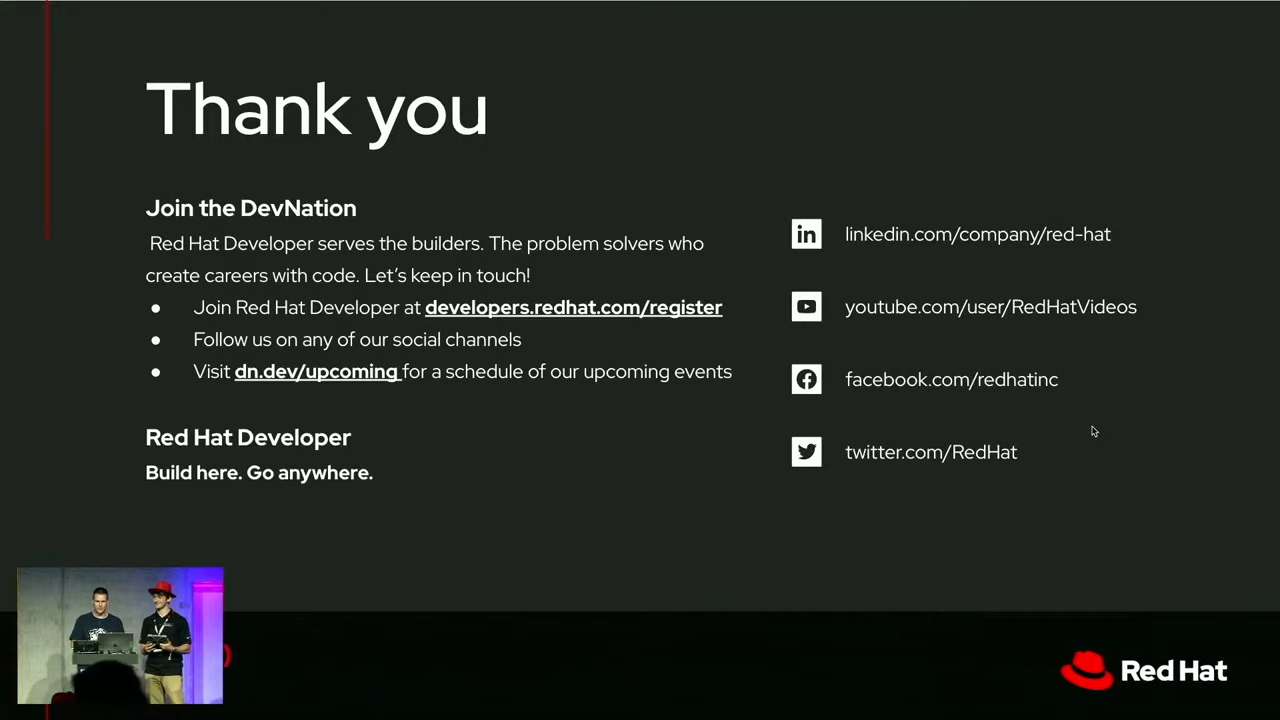 Thank you
Join the DevNation
Red Hat Developer serves the builders. The problem solvers who
create careers with code. Let’s keep in touch!
● Join Red Hat Developer at developers.redhat.com/register
● Follow us on any of our social channels
● Visit dn.dev/upcoming for a schedule of our upcoming events
Red Hat Developer
Build here. Go anywhere.
linkedin.com/company/red-hat
youtube.com/user/RedHatVideos
facebook.com/redhatinc
twitter.com/RedHat
Red Hat